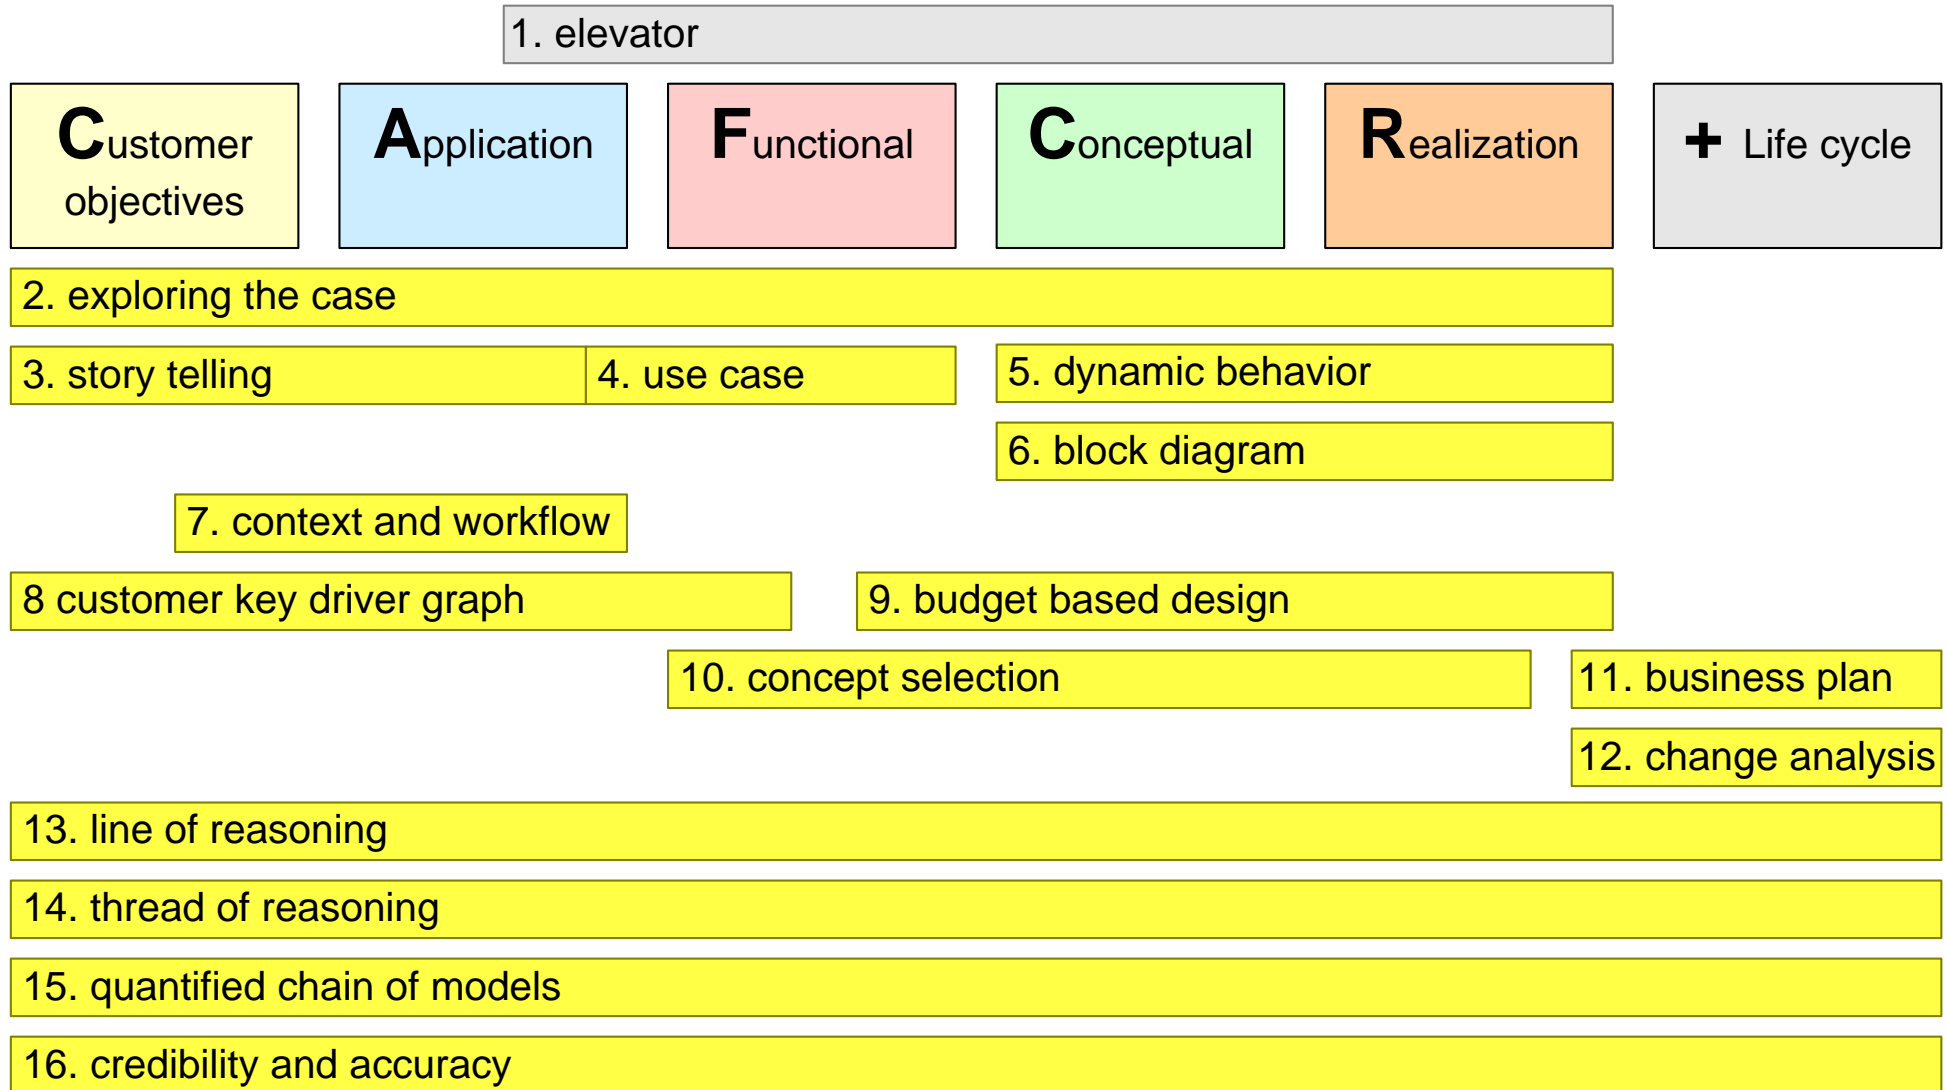 1. elevator
Customer
objectives
Application
Functional
Conceptual
Realization
+ Life cycle
2. exploring the case
3. story telling
4. use case
5. dynamic behavior
6. block diagram
7. context and workflow
8 customer key driver graph
9. budget based design
10. concept selection
11. business plan
12. change analysis
13. line of reasoning
14. thread of reasoning
15. quantified chain of models
16. credibility and accuracy